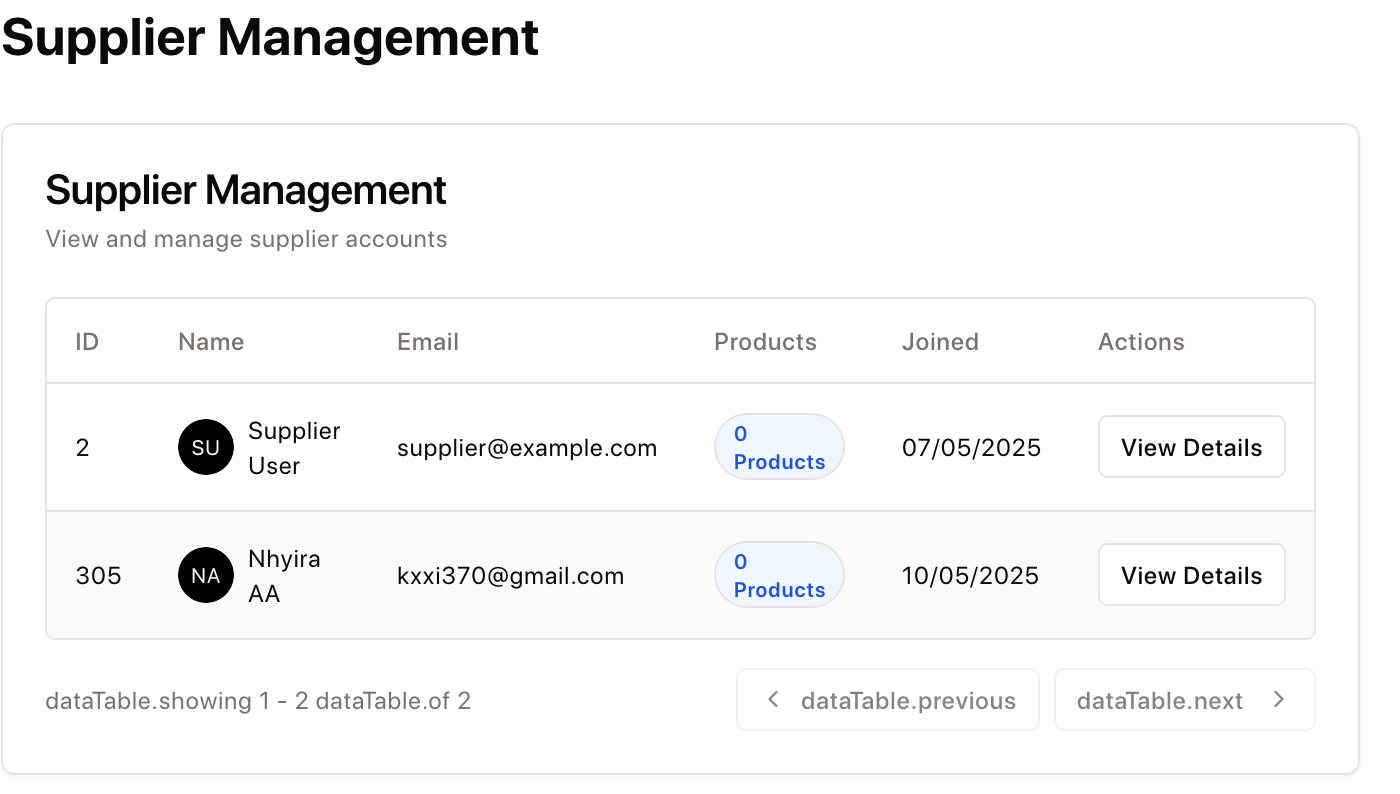 Supplier Management
Supplier Management
View and manage supplier accounts
ID Name Email Products Joined Actions
2 SU Supplier User supplier@example.com 0 Products 07/05/2025 View Details
305 NA Nhyira AA kxxi370@gmail.com 0 Products 10/05/2025 View Details
dataTable.showing 1 - 2 dataTable.of 2 dataTable.previous dataTable.next